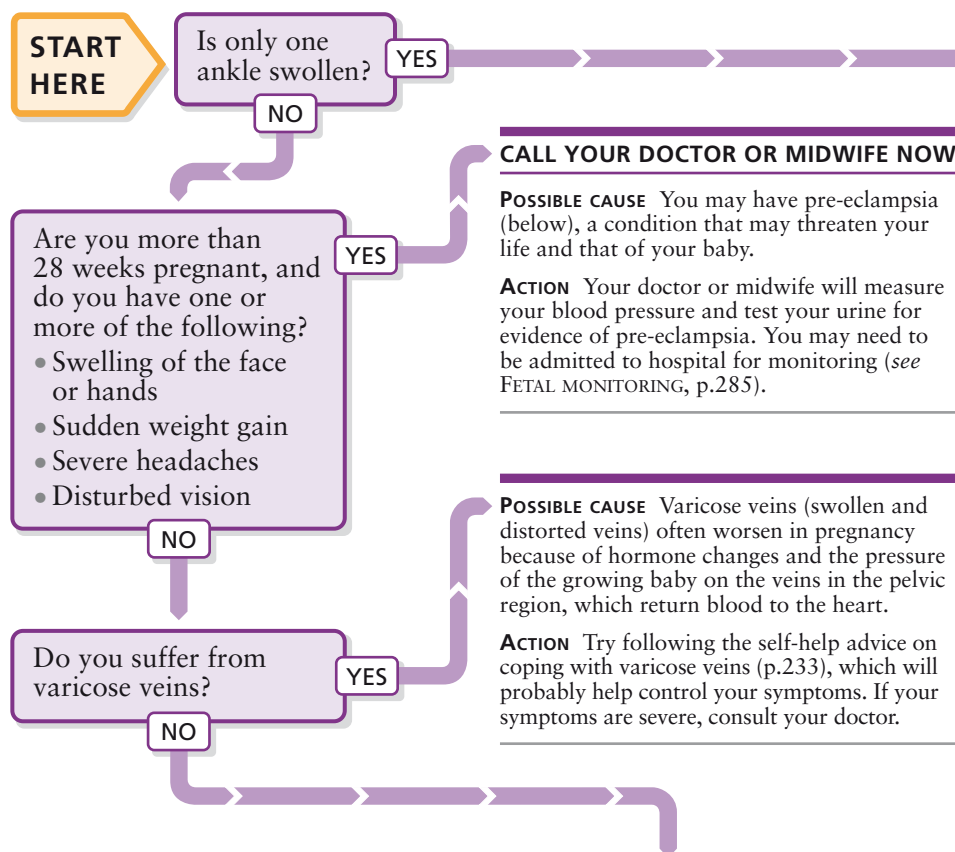 START
HERE
Is only one
ankle swollen?
YES
NO
CALL YOUR DOCTOR OR MIDWIFE NOW
POSSIBLE CAUSE You may have pre-eclampsia
(below), a condition that may threaten your
life and that of your baby.
ACTION Your doctor or midwife will measure
your blood pressure and test your urine for
evidence of pre-eclampsia. You may need to
be admitted to hospital for monitoring (see
FETAL MONITORING, p.285).
Are you more than
28 weeks pregnant, and
do you have one or
more of the following?
• Swelling of the face
or hands
• Sudden weight gain
• Severe headaches
• Disturbed vision
YES
NO
POSSIBLE CAUSE Varicose veins (swollen and
distorted veins) often worsen in pregnancy
because of hormone changes and the pressure
of the growing baby on the veins in the pelvic
region, which return blood to the heart.
ACTION Try following the self-help advice on
coping with varicose veins (p.233), which will
probably help control your symptoms. If your
symptoms are severe, consult your doctor.
Do you suffer from
varicose veins?
YES
NO